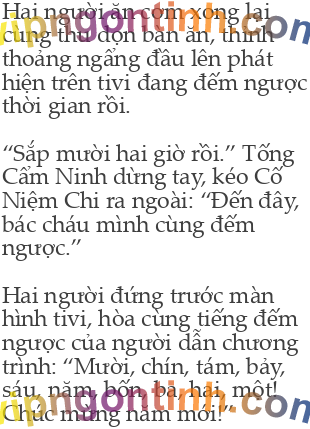 Hai người ăn cơm xong lại
cùng thu dọn bàn ăn, thỉnh
thoảng ngẩng đầu lên phát
hiện trên tivi đang đếm ngược
thời gian rồi.
“Sắp mười hai giờ rồi.” Tống
Cẩm Ninh dừng tay, kéo Cố
Niệm Chi ra ngoài: “Đến đây,
bác cháu mình cùng đếm
ngược.”
Hai người đứng trước màn
hình tivi, hòa cùng tiếng đếm
ngược của người dẫn chương
trình: “Mười, chín, tám, bảy,
sáu, năm, bốn, ba, hai, một!
Chúc mừng năm mới!”
vipngontinh.com
vipngontinh.com